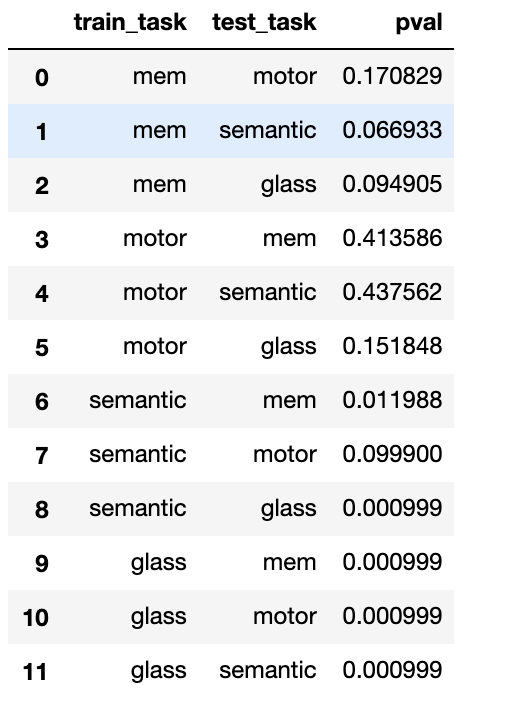 train_task test_task pval
0 mem motor 0.170829
1 mem semantic 0.066933
2 mem glass 0.094905
3 motor mem 0.413586
4 motor semantic 0.437562
5 motor glass 0.151848
6 semantic mem 0.011988
7 semantic motor 0.099900
8 semantic glass 0.000999
9 glass mem 0.000999
10 glass motor 0.000999
11 glass semantic 0.000999